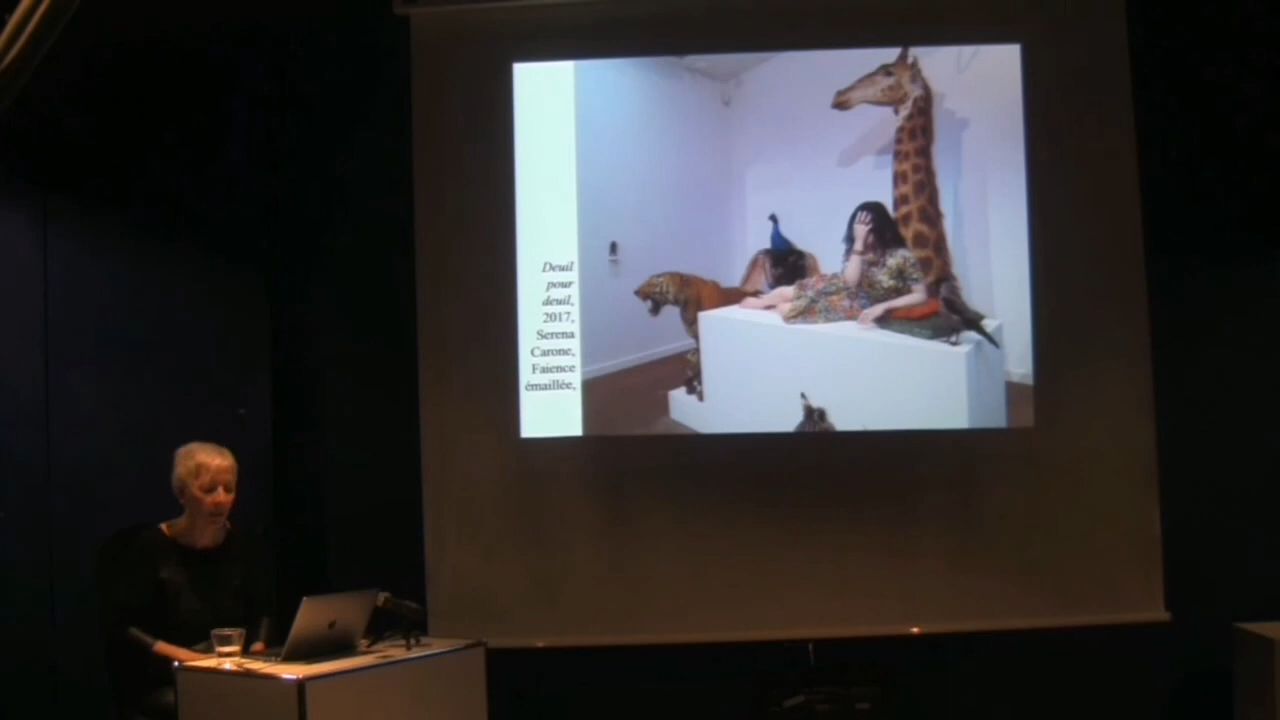 Deuil
pour
deuil,
2017,
Serena
Carone,
Faience
émaillée,